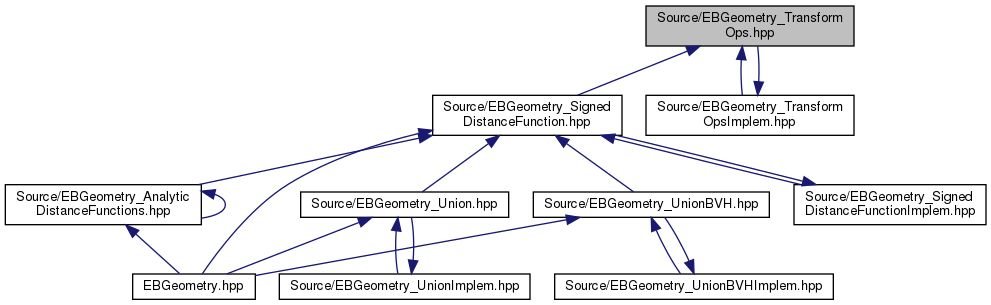 Source/EBGeometry_Transform
Ops.hpp
Source/EBGeometry_Signed
DistanceFunction.hpp
Source/EBGeometry_Transform
OpsImplem.hpp
Source/EBGeometry_Analytic
DistanceFunctions.hpp
Source/EBGeometry_Union.hpp
Source/EBGeometry_UnionBVH.hpp
Source/EBGeometry_Signed
DistanceFunctionImplem.hpp
EBGeometry.hpp
Source/EBGeometry_UnionImplem.hpp
Source/EBGeometry_UnionBVHImplem.hpp